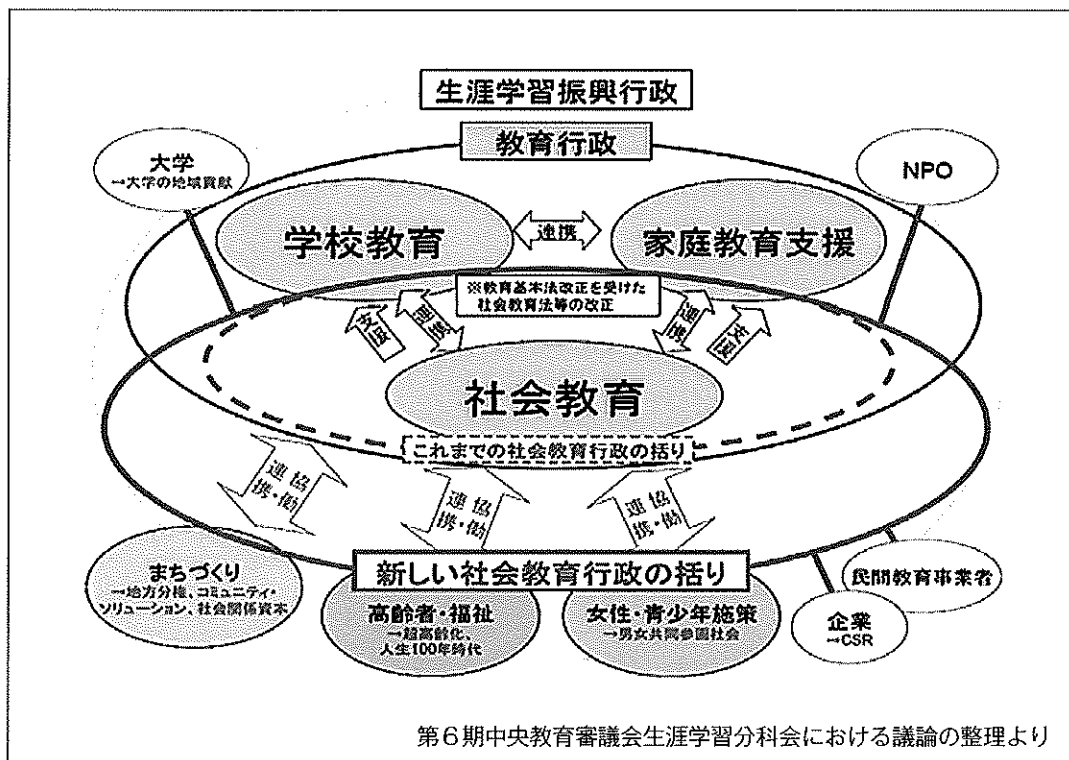 生涯学習振興行政
教育行政
大学
→大学の地域貢献
NPO
学校教育
連携
家庭教育支援
※教育基本法改正を受けた
社会教育法等の改正
支援
連携
連携
支援
社会教育
これまでの社会教育行政の括り
連携・協働
連携・協働
連携・協働
新しい社会教育行政の括り
まちづくり
→地方分権、コミュニティ・
ソリューション、社会関係資本
高齢者・福祉
→超高齢化、
人生100年時代
女性・青少年施策
→男女共同参画社会
企業
→CSR
民間教育事業者
第6期中央教育審議会生涯学習分科会における議論の整理より